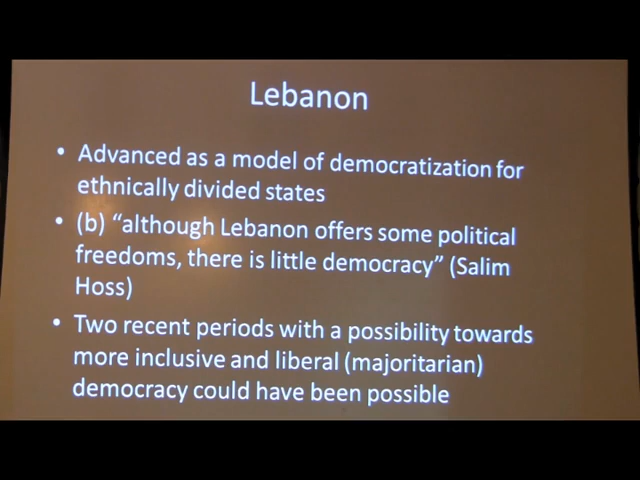 Lebanon
• Advanced as a model of democratization for
ethnically divided states
• (b) “although Lebanon offers some political
freedoms, there is little democracy” (Salim
Hoss)
• Two recent periods with a possibility towards
more inclusive and liberal (majoritarian)
democracy could have been possible